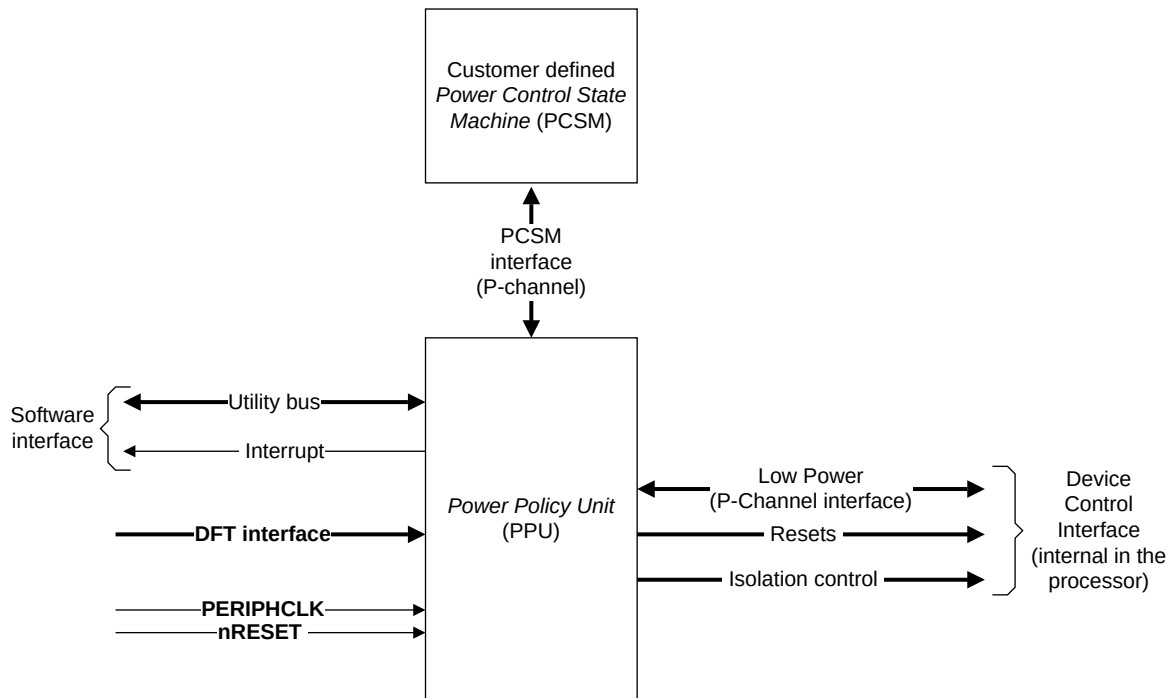 Customer defined
Power Control State
Machine (PCSM)
PCSM
interface
(P-channel)
Software
interface
Utility bus
Interrupt
DFT interface
PERIPHCLK
nRESET
Power Policy Unit
(PPU)
Low Power
(P-Channel interface)
Resets
Isolation control
Device
Control
Interface
(internal in the
processor)